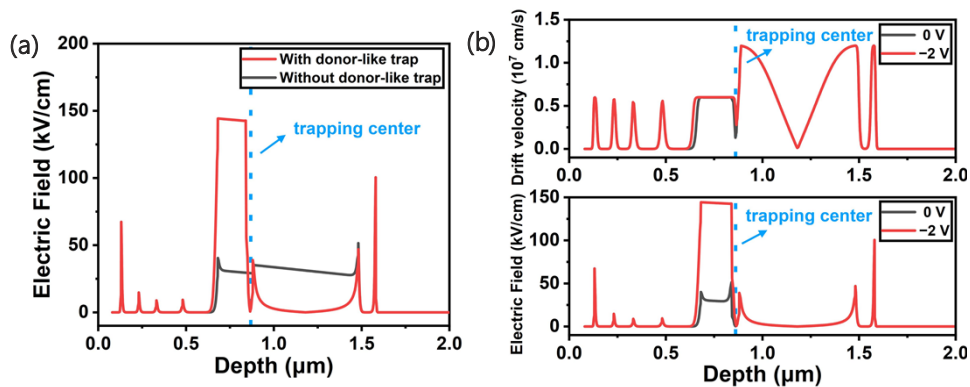 (a)
200
150
100
50
0
Electric Field (kV/cm)
With donor-like trap
Without donor-like trap
trapping center
0.0 0.5 1.0 1.5 2.0
Depth (μm)
(b)
1.5
1.0
0.5
0.0
Drift velocity (10⁷ cm/s)
trapping center
0 V
−2 V
0.0 0.5 1.0 1.5 2.0
150
100
50
0
Electric Field (kV/cm)
trapping center
0 V
−2 V
0.0 0.5 1.0 1.5 2.0
Depth (μm)